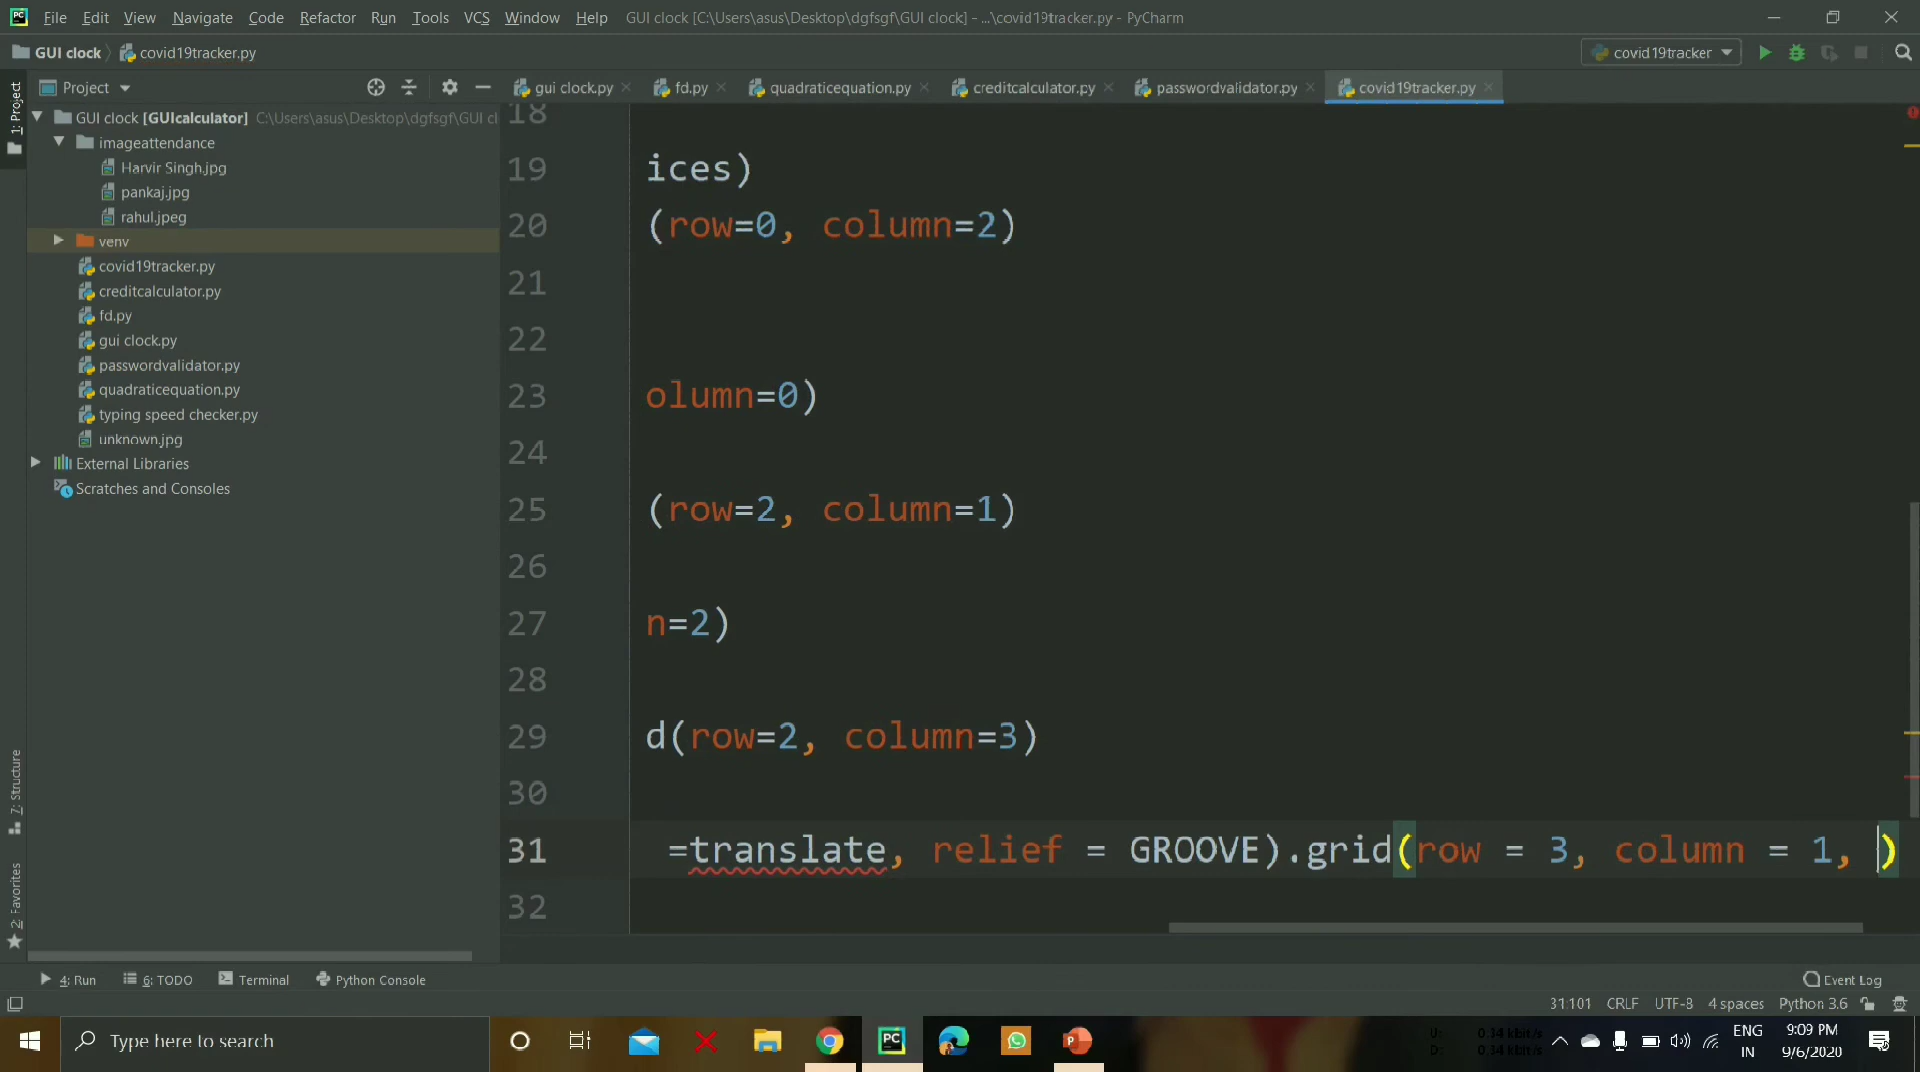 File Edit View Navigate Code Refactor Run Tools VCS Window Help GUI clock [C:\Users\asus\Desktop\dgfsgf\GUI clock] - ...\covid19tracker.py - PyCharm
GUI clock covid19tracker.py covid19tracker
Project gui clock.py fd.py quadraticequation.py creditcalculator.py passwordvalidator.py covid19tracker.py
1: Project
GUI clock [GUIcalculator] C:\Users\asus\Desktop\dgfsgf\GUI cl
imageattendance
Harvir Singh.jpg
pankaj.jpg
rahul.jpeg
venv
covid19tracker.py
creditcalculator.py
fd.py
gui clock.py
passwordvalidator.py
quadraticequation.py
typing speed checker.py
unknown.jpg
External Libraries
Scratches and Consoles
18
19 ices)
20 (row=0, column=2)
21
22
23 olumn=0)
24
25 (row=2, column=1)
26
27 n=2)
28
29 d(row=2, column=3)
30
31 =translate, relief = GROOVE).grid(row = 3, column = 1, )
32
7: Structure
2: Favorites
4: Run 6: TODO Terminal Python Console Event Log
31:101 CRLF UTF-8 4 spaces Python 3.6
Type here to search
U: 0.34 kbit/s
D: 0.34 kbit/s
ENG
IN
9:09 PM
9/6/2020